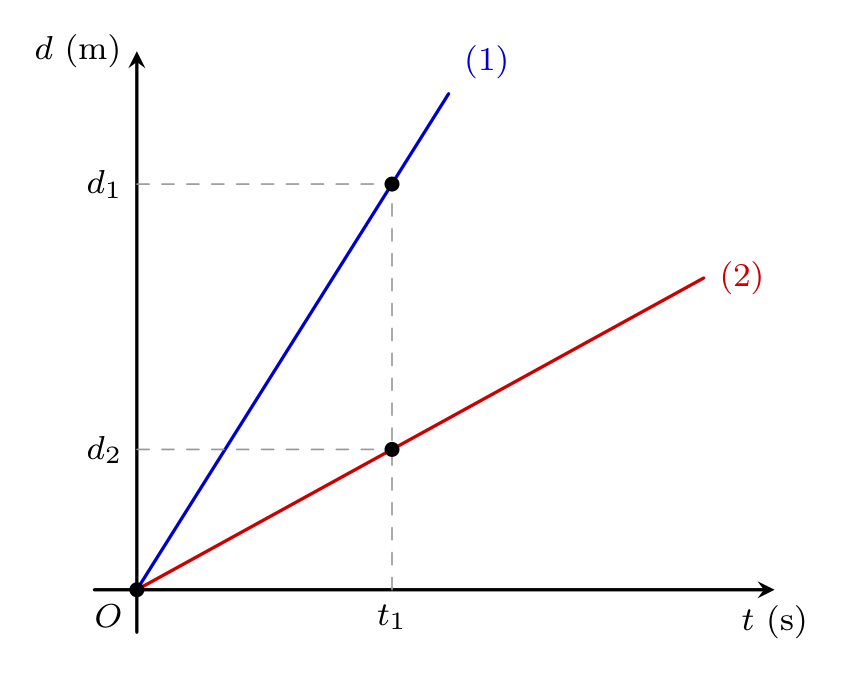 d (m)
(1)
d₁
(2)
d₂
O
t₁
t (s)